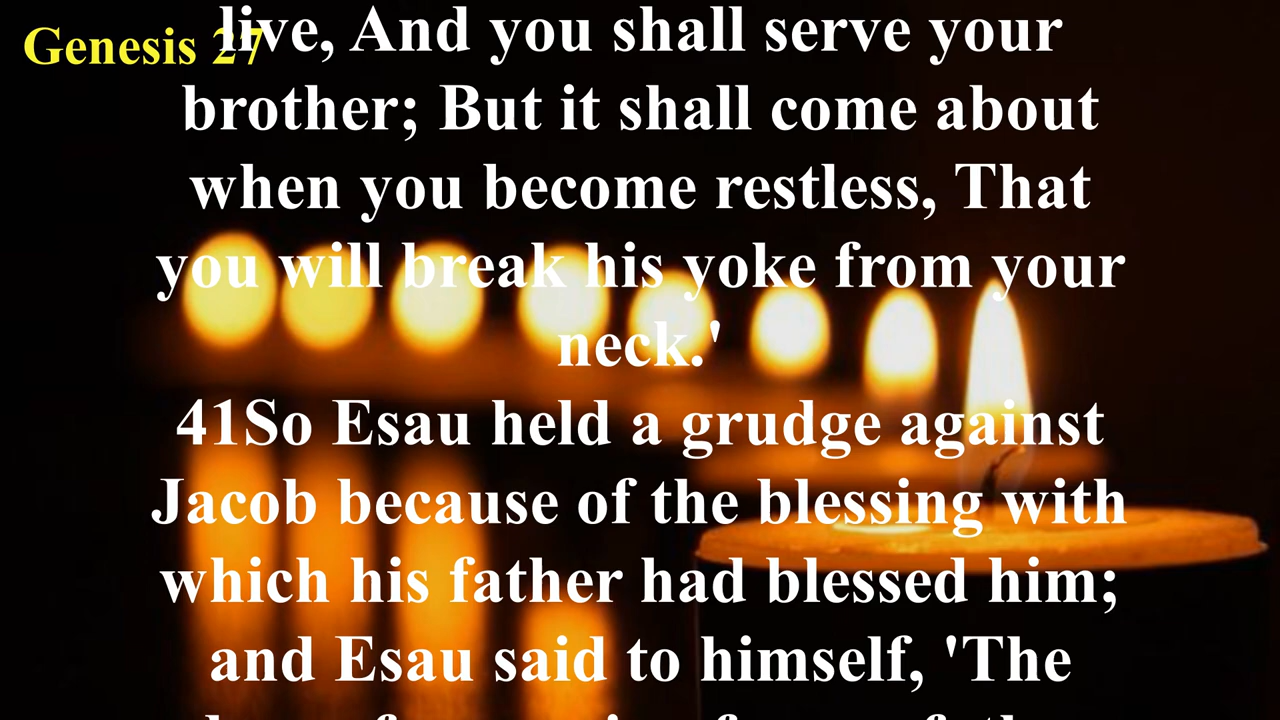 Genesis 27
live, And you shall serve your
brother; But it shall come about
when you become restless, That
you will break his yoke from your
neck.'
41So Esau held a grudge against
Jacob because of the blessing with
which his father had blessed him;
and Esau said to himself, 'The